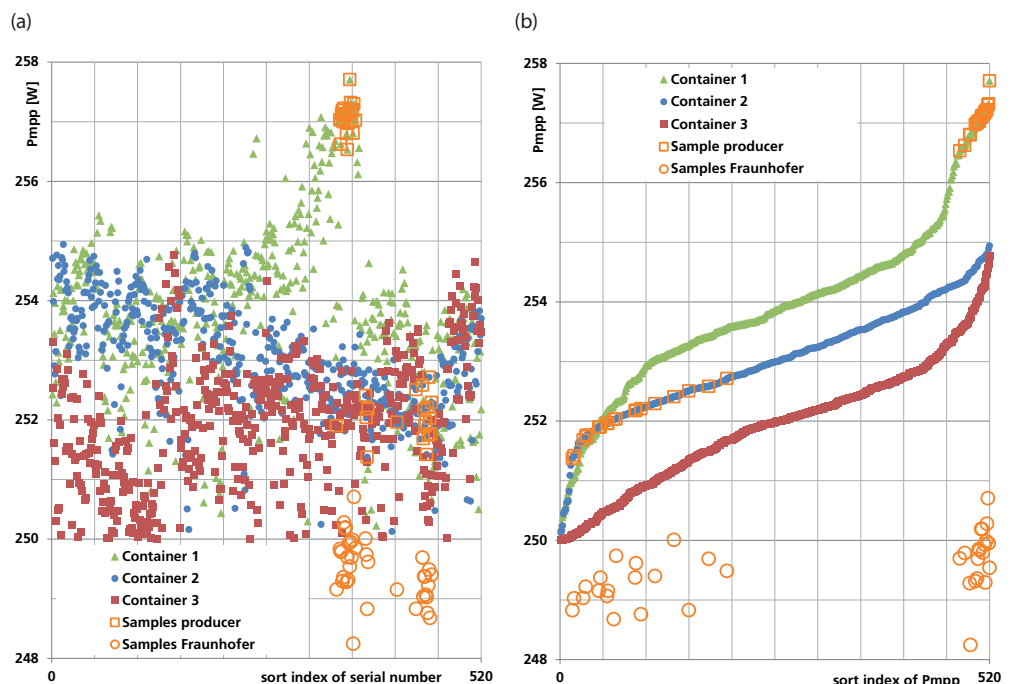 (a)
(b)
Pmpp [W]
258
256
254
252
250
248
Container 1
Container 2
Container 3
Samples producer
Samples Fraunhofer
0
sort index of serial number
520
Pmpp [W]
258
256
254
252
250
248
Container 1
Container 2
Container 3
Sample producer
Samples Fraunhofer
0
sort index of Pmpp
520